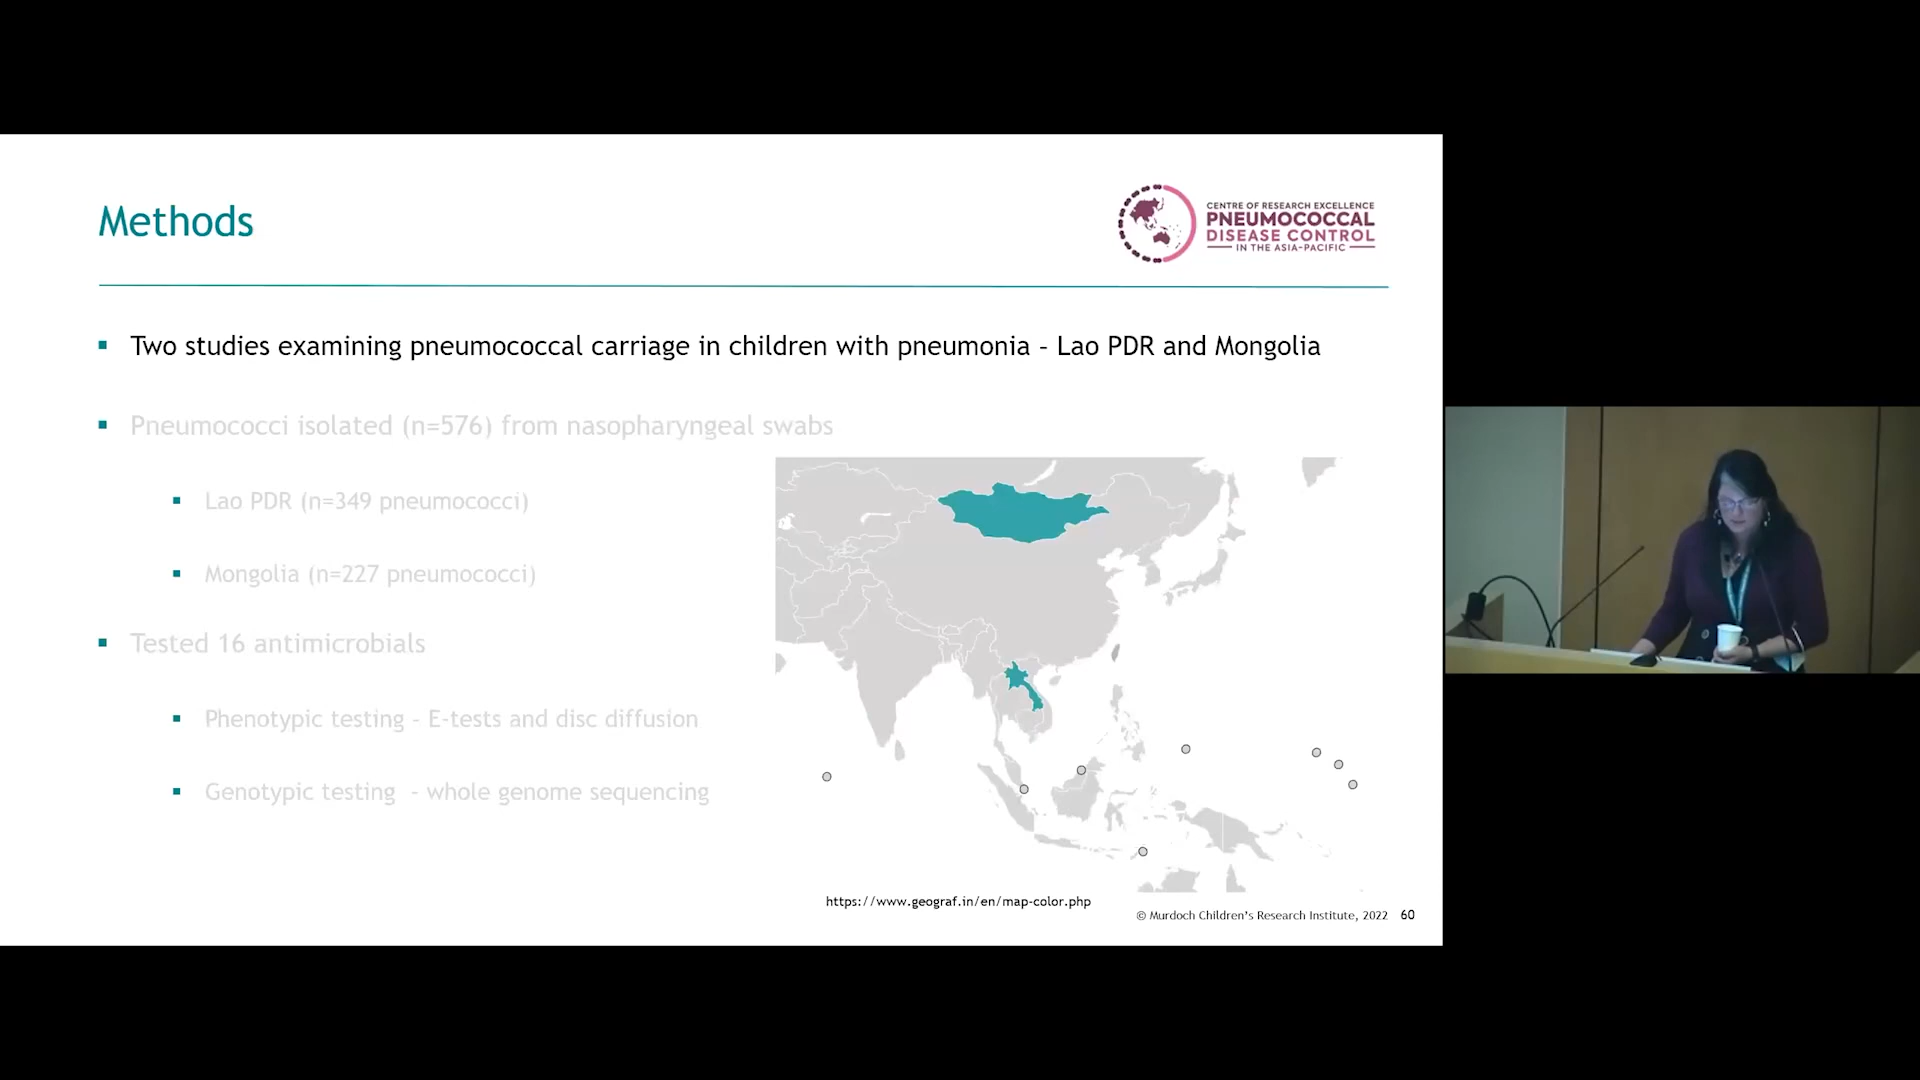 Methods
CENTRE OF RESEARCH EXCELLENCE
PNEUMOCOCCAL
DISEASE CONTROL
IN THE ASIA-PACIFIC
Two studies examining pneumococcal carriage in children with pneumonia – Lao PDR and Mongolia
Pneumococci isolated (n=576) from nasopharyngeal swabs
Lao PDR (n=349 pneumococci)
Mongolia (n=227 pneumococci)
Tested 16 antimicrobials
Phenotypic testing – E-tests and disc diffusion
Genotypic testing  – whole genome sequencing
https://www.geograf.in/en/map-color.php
© Murdoch Children's Research Institute, 2022 60